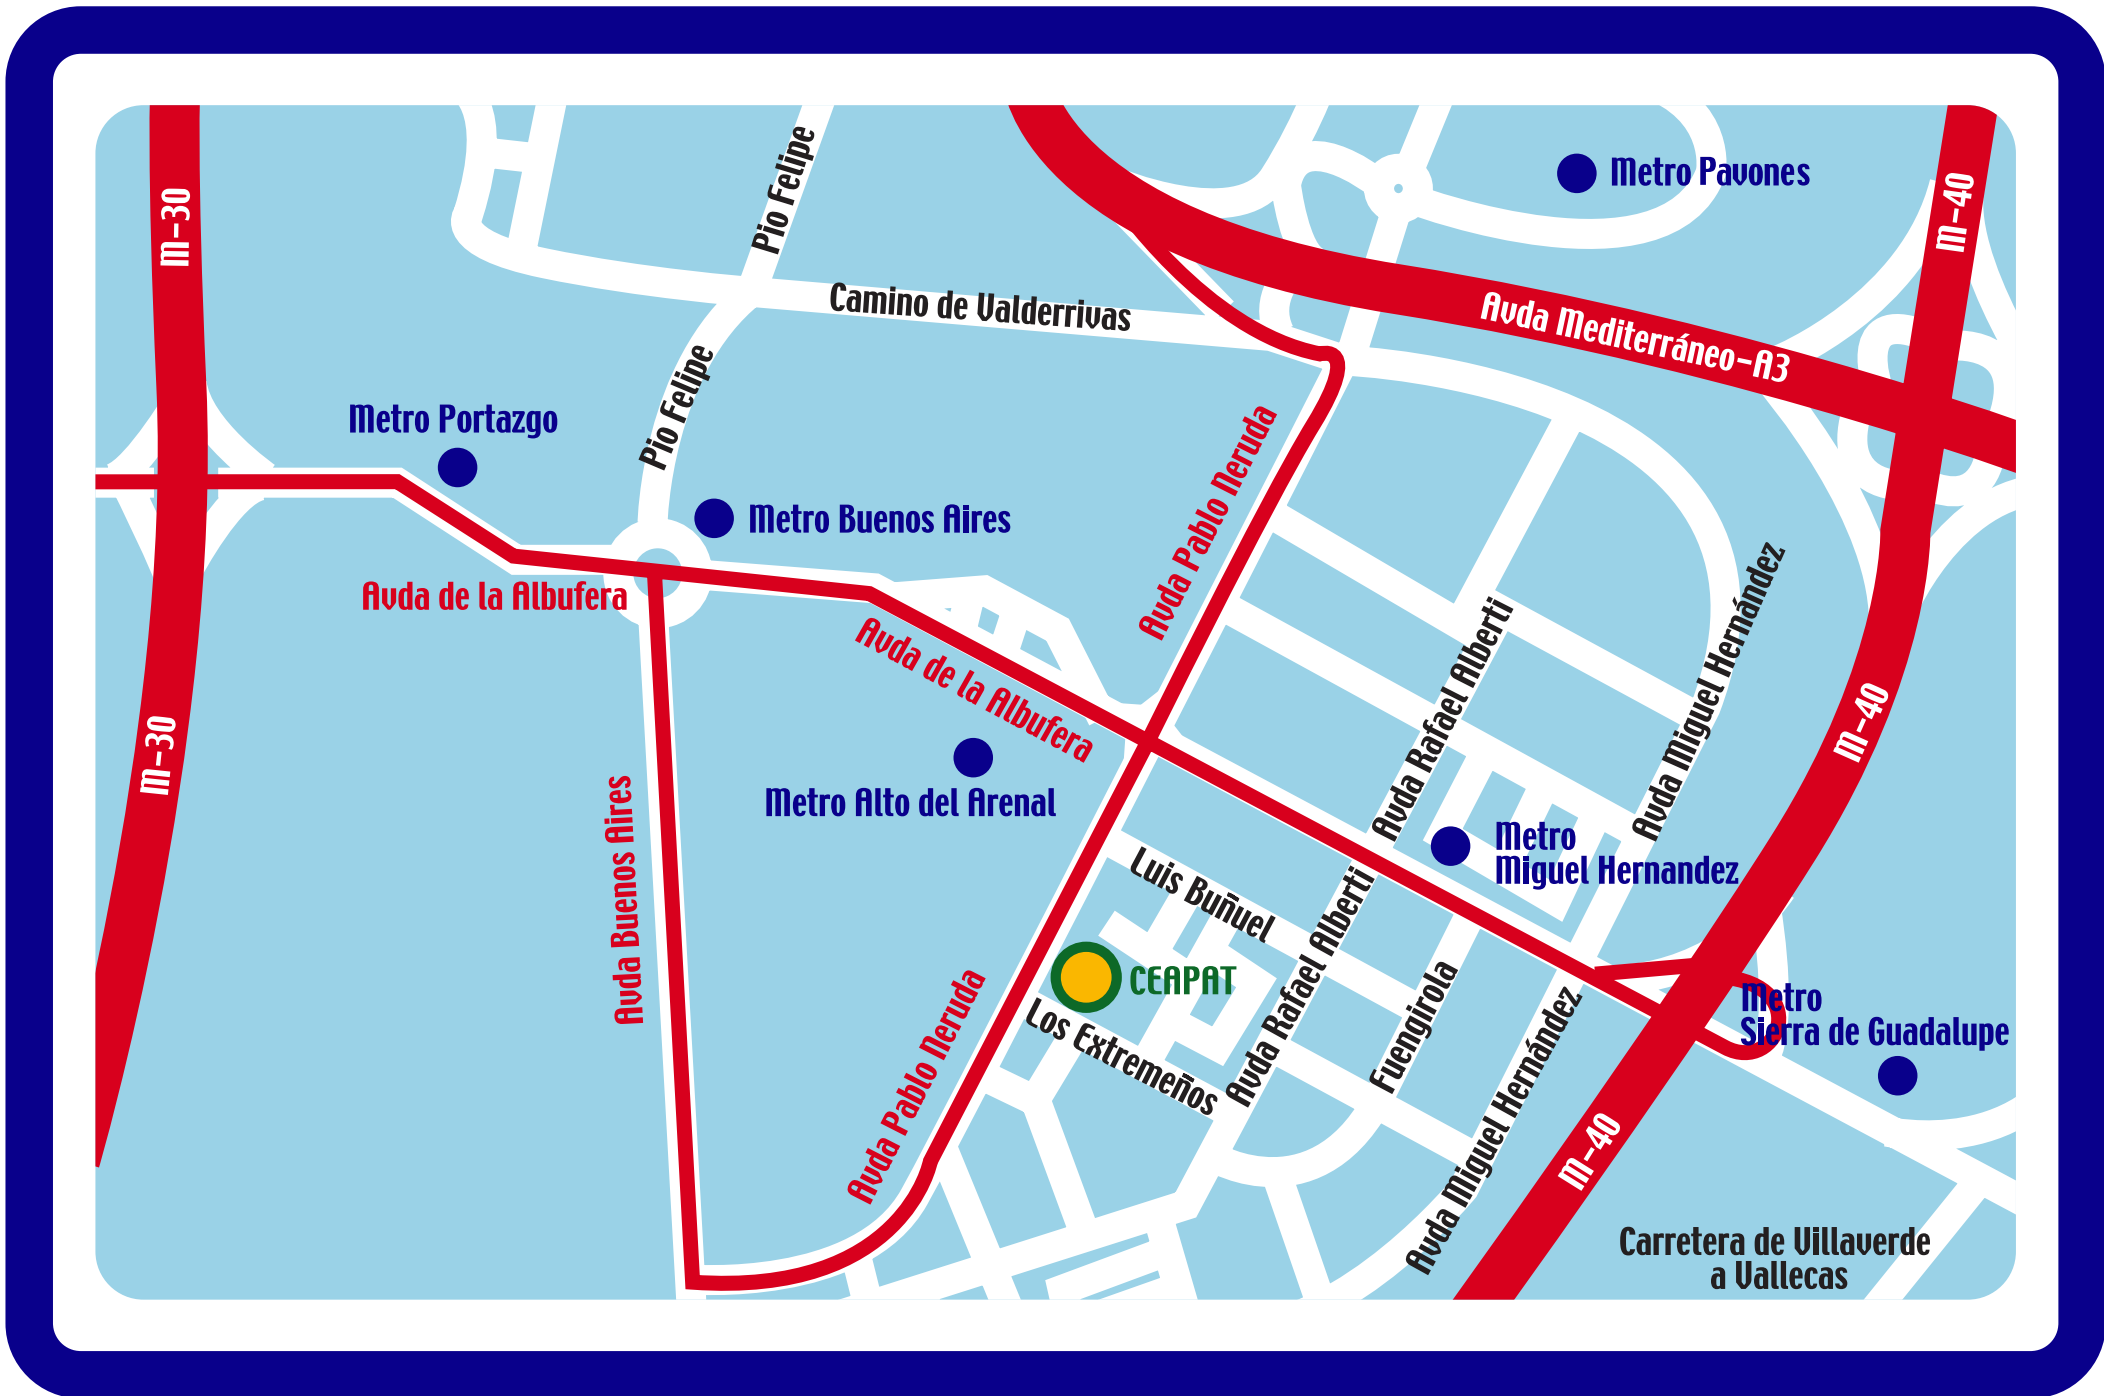 Metro Pavones
M-30
Pio Felipe
M-40
Camino de Valderrivas
Avda Mediterráneo-A3
Pio Felipe
Metro Portazgo
Avda Pablo Neruda
Metro Buenos Aires
Avda de la Albufera
Avda de la Albufera
Avda Rafael Alberti
Avda Miguel Hernández
M-30
M-40
Metro Alto del Arenal
Avda Buenos Aires
Metro
Miguel Hernandez
Luis Buñuel
Avda Rafael Alberti
CEAPAT
Los Extremeños
Fuengirola
Metro
Sierra de Guadalupe
Avda Pablo Neruda
Avda Miguel Hernández
M-40
Carretera de Villaverde
a Vallecas